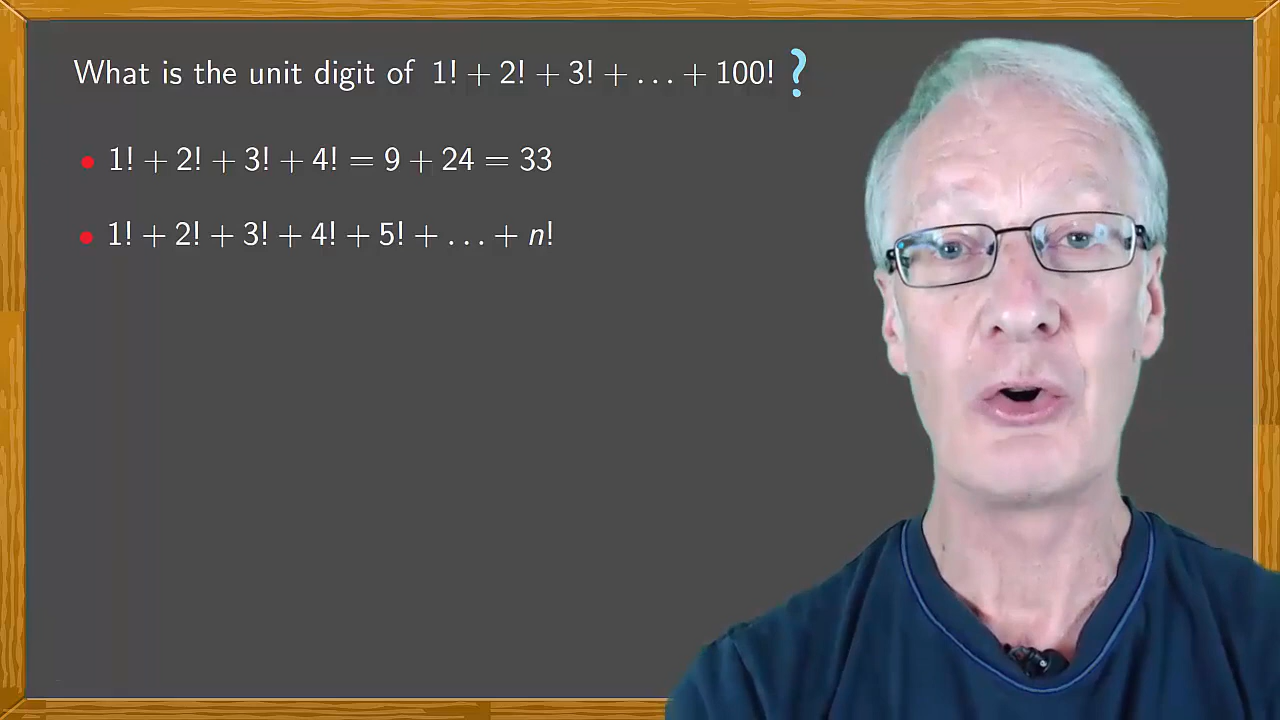 What is the unit digit of 1! + 2! + 3! + ... + 100! ?
• 1! + 2! + 3! + 4! = 9 + 24 = 33
• 1! + 2! + 3! + 4! + 5! + ... + n!